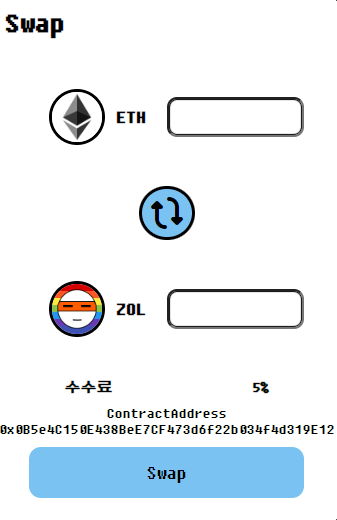 Swap
ETH
ZOL
수수료 5%
ContractAddress
0x0B5e4C150E438BeE7CF473d6f22b034f4d319E12
Swap